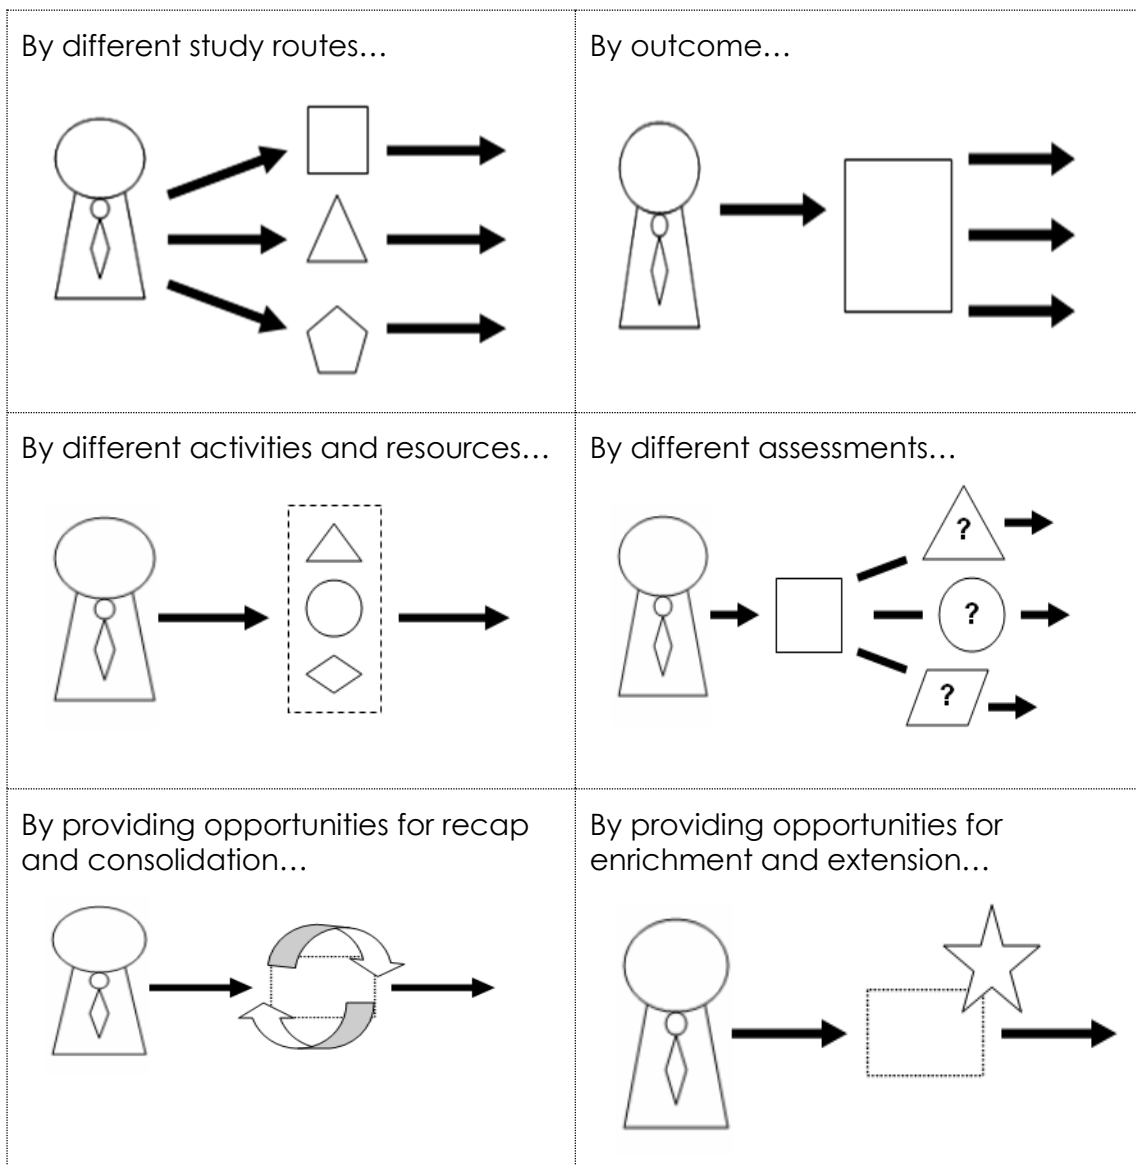 By different study routes…
By outcome…
By different activities and resources…
By different assessments…
?
?
?
By providing opportunities for recap
and consolidation…
By providing opportunities for
enrichment and extension…